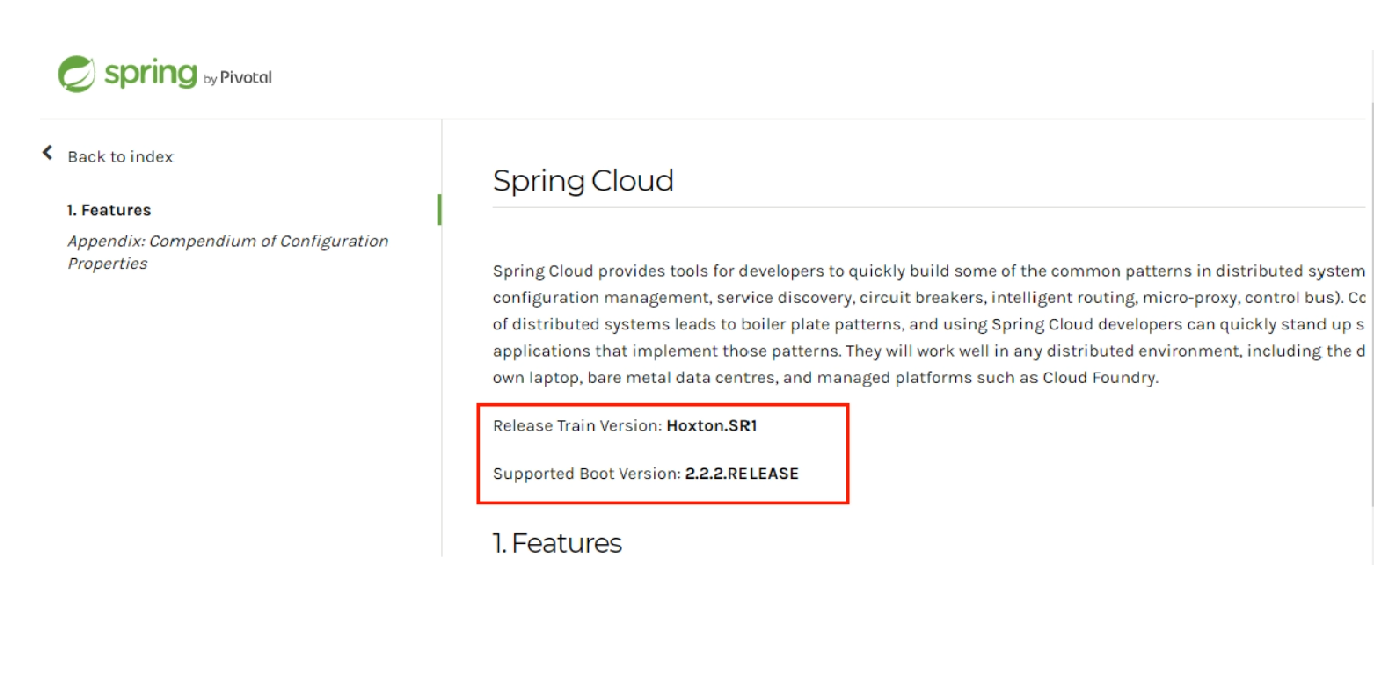 spring by Pivotal
Back to index
1. Features
Appendix: Compendium of Configuration
Properties
Spring Cloud
Spring Cloud provides tools for developers to quickly build some of the common patterns in distributed system
configuration management, service discovery, circuit breakers, intelligent routing, micro-proxy, control bus).
of distributed systems leads to boiler plate patterns, and using Spring Cloud developers can quickly stand up
applications that implement those patterns. They will work well in any distributed environment, including the
own laptop, bare metal data centres, and managed platforms such as Cloud Foundry.
Release Train Version: Hoxton.SR1
Supported Boot Version: 2.2.2.RELEASE
1. Features